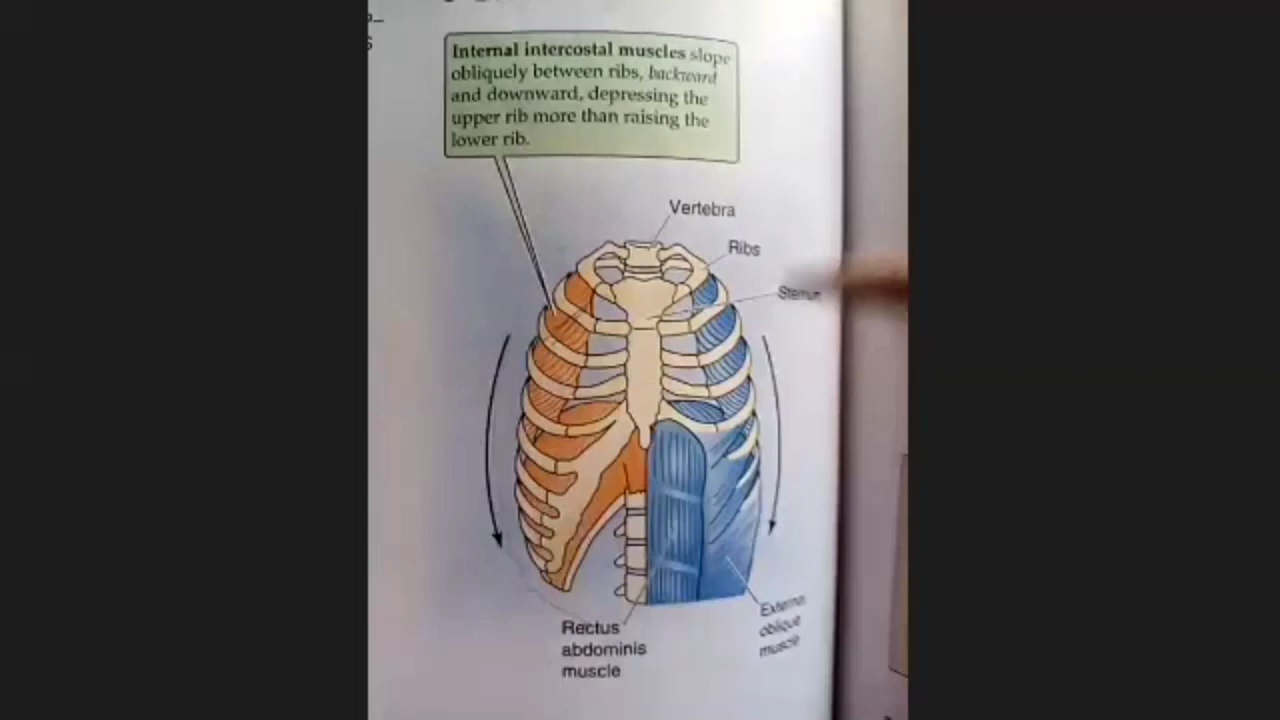 Internal intercostal muscles slope
obliquely between ribs, backward
and downward, depressing the
upper rib more than raising the
lower rib.
Vertebra
Ribs
Sternum
Rectus
abdominis
muscle
External
oblique
muscle